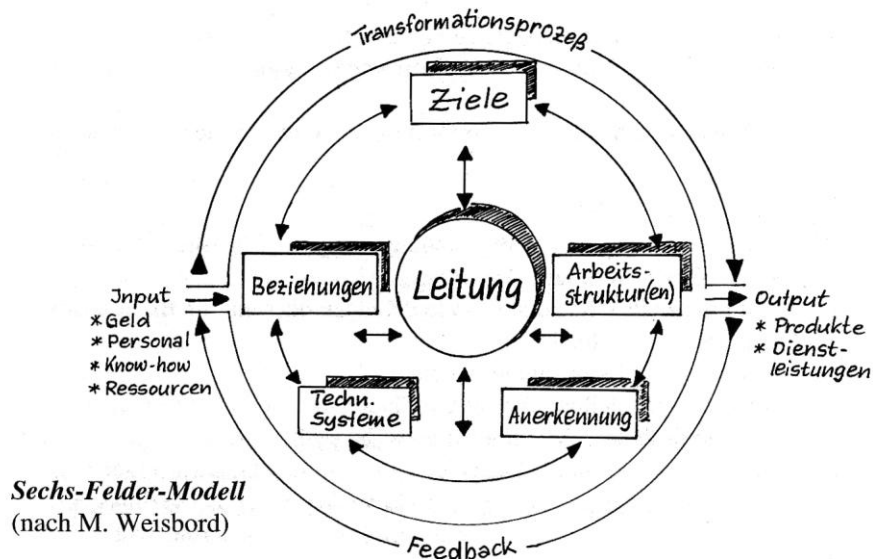 Transformationsprozeß
Ziele
Beziehungen
Leitung
Arbeits-
struktur(en)
Input
* Geld
* Personal
* Know-how
* Ressourcen
Output
* Produkte
* Dienst-
leistungen
Techn.
Systeme
Anerkennung
Sechs-Felder-Modell
(nach M. Weisbord)
Feedback